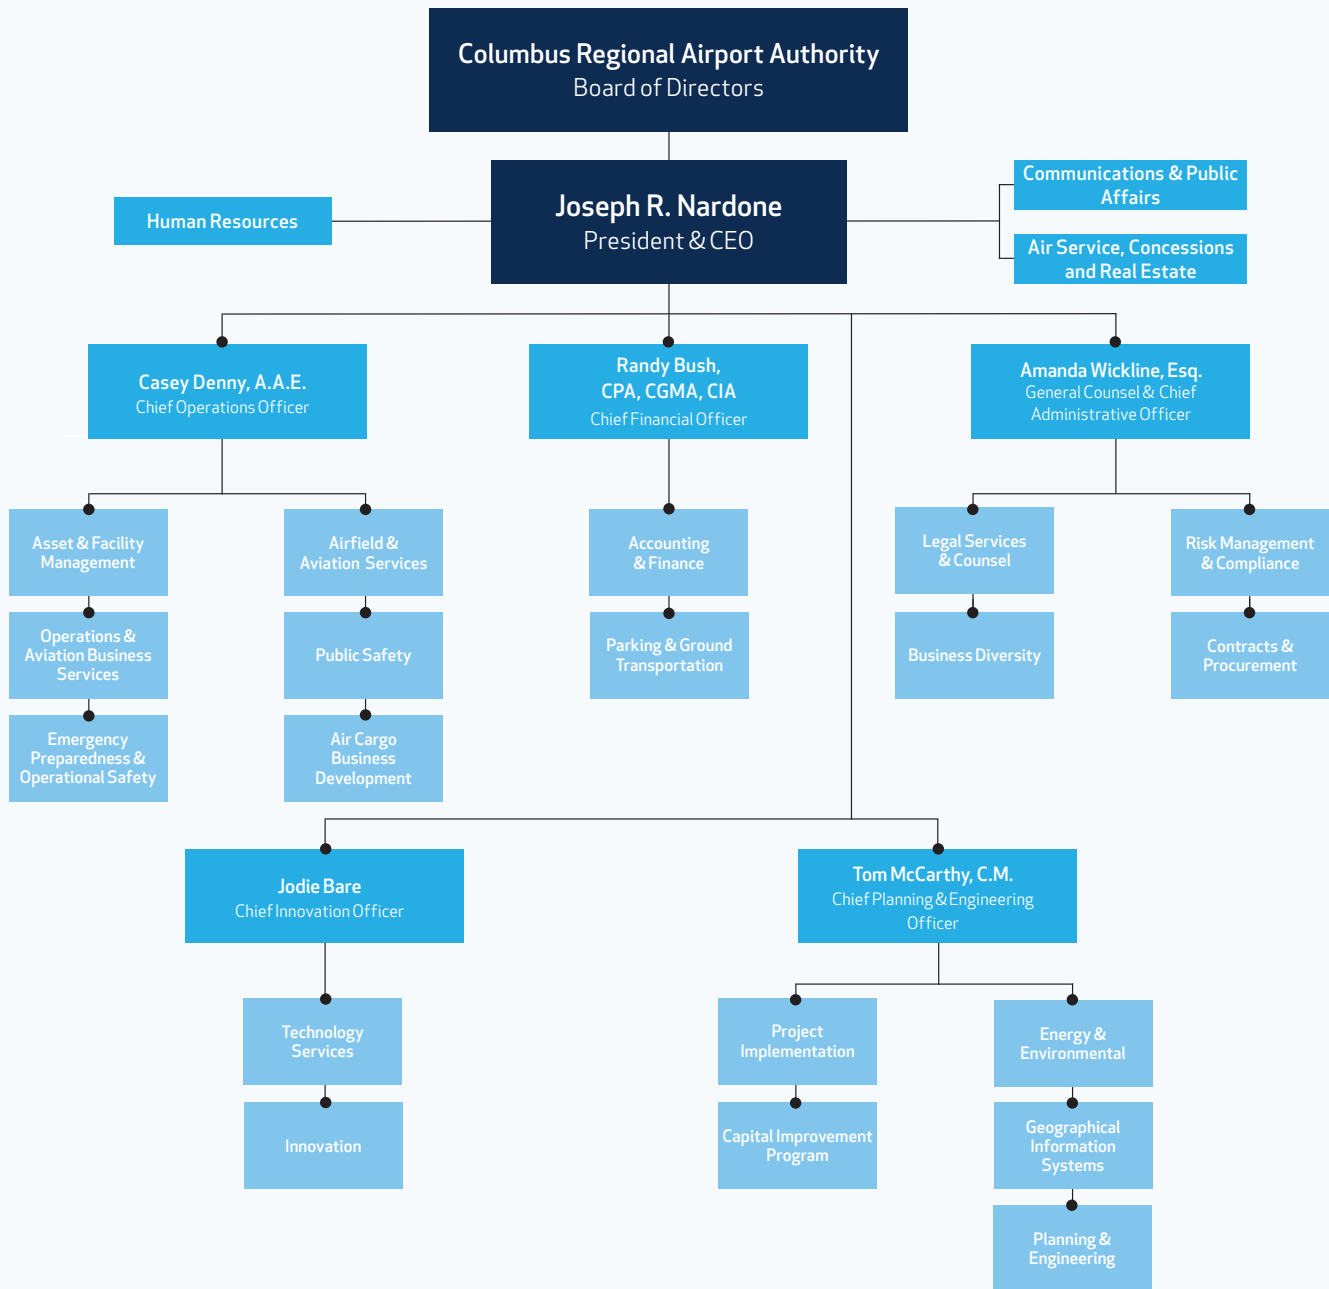 Columbus Regional Airport Authority
Board of Directors
Joseph R. Nardone
President & CEO
Human Resources
Communications & Public
Affairs
Air Service, Concessions
and Real Estate
Casey Denny, A.A.E.
Chief Operations Officer
Randy Bush,
CPA, CGMA, CIA
Chief Financial Officer
Amanda Wickline, Esq.
General Counsel & Chief
Administrative Officer
Asset & Facility
Management
Airfield &
Aviation Services
Accounting
& Finance
Legal Services
& Counsel
Risk Management
& Compliance
Operations &
Aviation Business
Services
Public Safety
Parking & Ground
Transportation
Business Diversity
Contracts &
Procurement
Emergency
Preparedness &
Operational Safety
Air Cargo
Business
Development
Jodie Bare
Chief Innovation Officer
Tom McCarthy, C.M.
Chief Planning & Engineering
Officer
Technology
Services
Project
Implementation
Energy &
Environmental
Innovation
Capital Improvement
Program
Geographical
Information
Systems
Planning &
Engineering